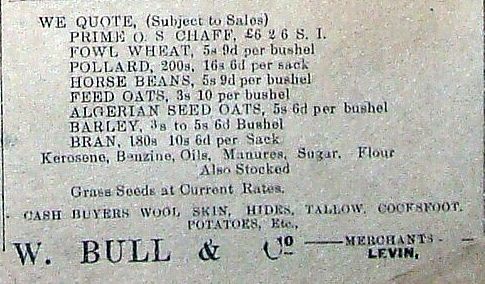 WE QUOTE, (Subject to Sales)
PRIME O. S CHAFF, £6 2 6 S. I.
FOWL WHEAT, 5s 9d per bushel
POLLARD, 200s, 16s 6d per sack
HORSE BEANS, 5s 9d per bushel
FEED OATS, 3s 10 per bushel
ALGERIAN SEED OATS, 5s 6d per bushel
BARLEY, 3s to 5s 6d Bushel
BRAN, 180s 10s 6d per Sack
Kerosene, Benzine, Oils, Manures, Sugar, Flour
Also Stocked
Grass Seeds at Current Rates.
CASH BUYERS WOOL SKIN, HIDES, TALLOW, COCKSFOOT,
POTATOES, Etc.,
W. BULL & Co — MERCHANTS -
LEVIN,